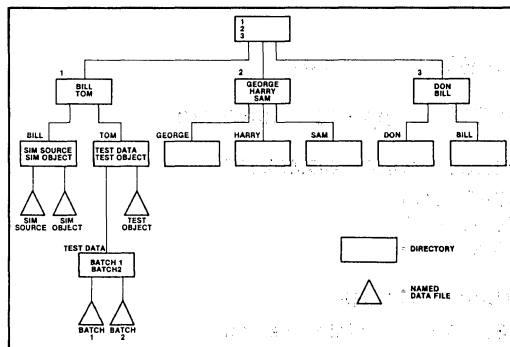 1
2
3
1
BILL
TOM
2
GEORGE
HARRY
SAM
3
DON
BILL
BILL
SIM SOURCE
SIM OBJECT
TOM
TEST DATA
TEST OBJECT
GEORGE
HARRY
SAM
DON
BILL
SIM
SOURCE
SIM
OBJECT
TEST
OBJECT
TEST DATA
BATCH 1
BATCH2
BATCH
1
BATCH
2
= DIRECTORY
= NAMED
DATA FILE